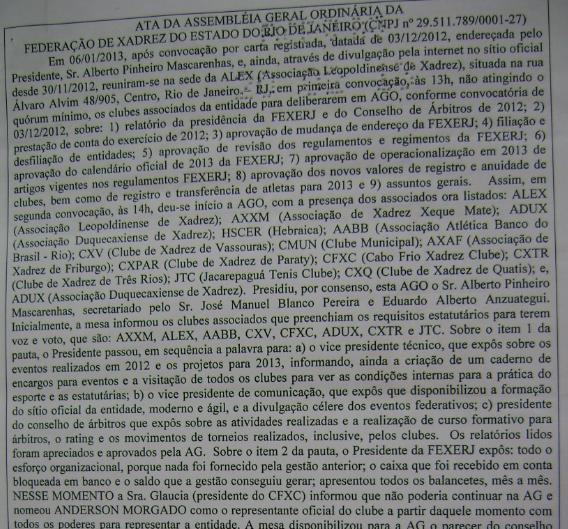 ATA DA ASSEMBLÉIA GERAL ORDINÁRIA DA
FEDERAÇÃO DE XADREZ DO ESTADO DO RIO DE JANEIRO (CNPJ nº 29.511.789/0001-27)
Em 06/01/2013, após convocação por carta registrada, datada de 03/12/2012, endereçada pelo
Presidente, Sr. Alberto Pinheiro Mascarenhas, e, ainda, através de divulgação pela internet no sítio oficial
desde 30/11/2012, reuniram-se na sede da ALEX (Associação Leopoldinense de Xadrez), situada na rua
Álvaro Alvim 48/905, Centro, Rio de Janeiro - RJ, em primeira convocação, às 13h, não atingindo o
quórum mínimo, os clubes associados da entidade para deliberarem em AGO, conforme convocatória de
03/12/2012, sobre: 1) relatório da presidência da FEXERJ e do Conselho de Árbitros de 2012; 2)
prestação de conta do exercício de 2012; 3) aprovação de mudança de endereço da FEXERJ; 4) filiação e
desfiliação de entidades; 5) aprovação de revisão dos regulamentos e regimentos da FEXERJ; 6)
aprovação do calendário oficial de 2013 da FEXERJ; 7) aprovação de operacionalização em 2013 de
artigos vigentes nos regulamentos FEXERJ; 8) aprovação dos novos valores de registro e anuidade de
clubes, bem como de registro e transferência de atletas para 2013 e 9) assuntos gerais. Assim, em
segunda convocação, às 14h, deu-se início a AGO, com a presença dos associados ora listados: ALEX
(Associação Leopoldinense de Xadrez); AXXM (Associação de Xadrez Xeque Mate); ADUX
(Associação Duquecaxiense de Xadrez); HSCER (Hebraica); AABB (Associação Atlética Banco do
Brasil - Rio); CXV (Clube de Xadrez de Vassouras); CMUN (Clube Municipal); AXAF (Associação de
Xadrez de Friburgo); CXPAR (Clube de Xadrez de Paraty); CFXC (Cabo Frio Xadrez Clube); CXTR
(Clube de Xadrez de Três Rios); JTC (Jacarepaguá Tenis Clube); CXQ (Clube de Xadrez de Quatis); e,
ADUX (Associação Duquecaxiense de Xadrez). Presidiu, por consenso, esta AGO o Sr. Alberto Pinheiro
Mascarenhas, secretariado pelo Sr. José Manuel Blanco Pereira e Eduardo Alberto Anzuategui.
Inicialmente, a mesa informou os clubes associados que preenchiam os requisitos estatutários para terem
voz e voto, que são: AXXM, ALEX, AABB, CXV, CFXC, ADUX, CXTR e JTC. Sobre o item 1 da
pauta, o Presidente passou, em sequência a palavra para: a) o vice presidente técnico, que expôs sobre os
eventos realizados em 2012 e os projetos para 2013, informando, ainda a criação de um caderno de
encargos para eventos e a visitação de todos os clubes para ver as condições internas para a prática do
esporte e as estatutárias; b) o vice presidente de comunicação, que expôs que disponibilizou a formação
do sítio oficial da entidade, moderno e ágil, e a divulgação célere dos eventos federativos; c) presidente
do conselho de árbitros que expôs sobre as atividades realizadas e a realização de curso formativo para
árbitros, o rating e os movimentos de torneios realizados, inclusive, pelos clubes. Os relatórios lidos
foram apreciados e aprovados pela AG. Sobre o item 2 da pauta, o Presidente da FEXERJ expôs: todo o
esforço organizacional, porque nada foi fornecido pela gestão anterior; o caixa que foi recebido em conta
bloqueada em banco e o saldo que a gestão conseguiu gerar; apresentou todos os balancetes, mês a mês.
NESSE MOMENTO a Sra. Glaucia (presidente do CFXC) informou que não poderia continuar na AG e
nomeou ANDERSON MORGADO como o representante oficial do clube a partir daquele momento com
todos os poderes para representar a entidade. A mesa disponibilizou para a AG o parecer do conselho